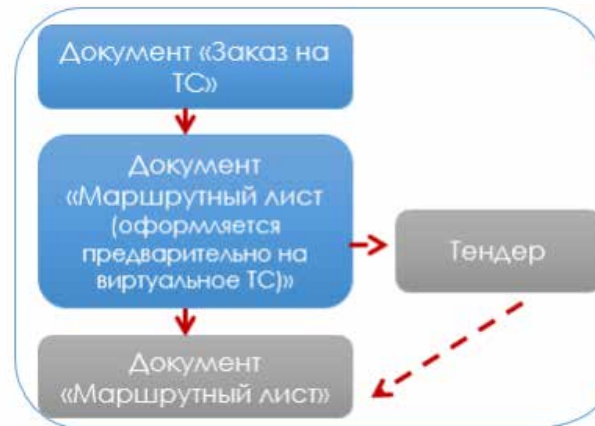 Документ «Заказ на
ТС»
Документ
«Маршрутный лист
(оформляется
предварительно на
виртуальное ТС)»
Тендер
Документ
«Маршрутный лист»